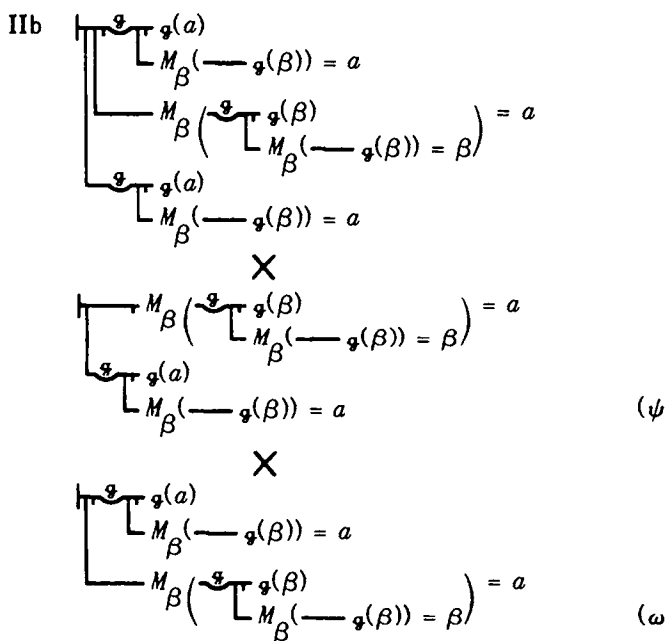 IIb 𝔤 𝔤(a)
M_β(—— 𝔤(β)) = a
M_β( 𝔤 𝔤(β) ) = a
M_β(—— 𝔤(β)) = β
𝔤 𝔤(a)
M_β(—— 𝔤(β)) = a
×
M_β( 𝔤 𝔤(β) ) = a
M_β(—— 𝔤(β)) = β
𝔤 𝔤(a)
M_β(—— 𝔤(β)) = a (ψ
×
𝔤 𝔤(a)
M_β(—— 𝔤(β)) = a
M_β( 𝔤 𝔤(β) ) = a
M_β(—— 𝔤(β)) = β (ω